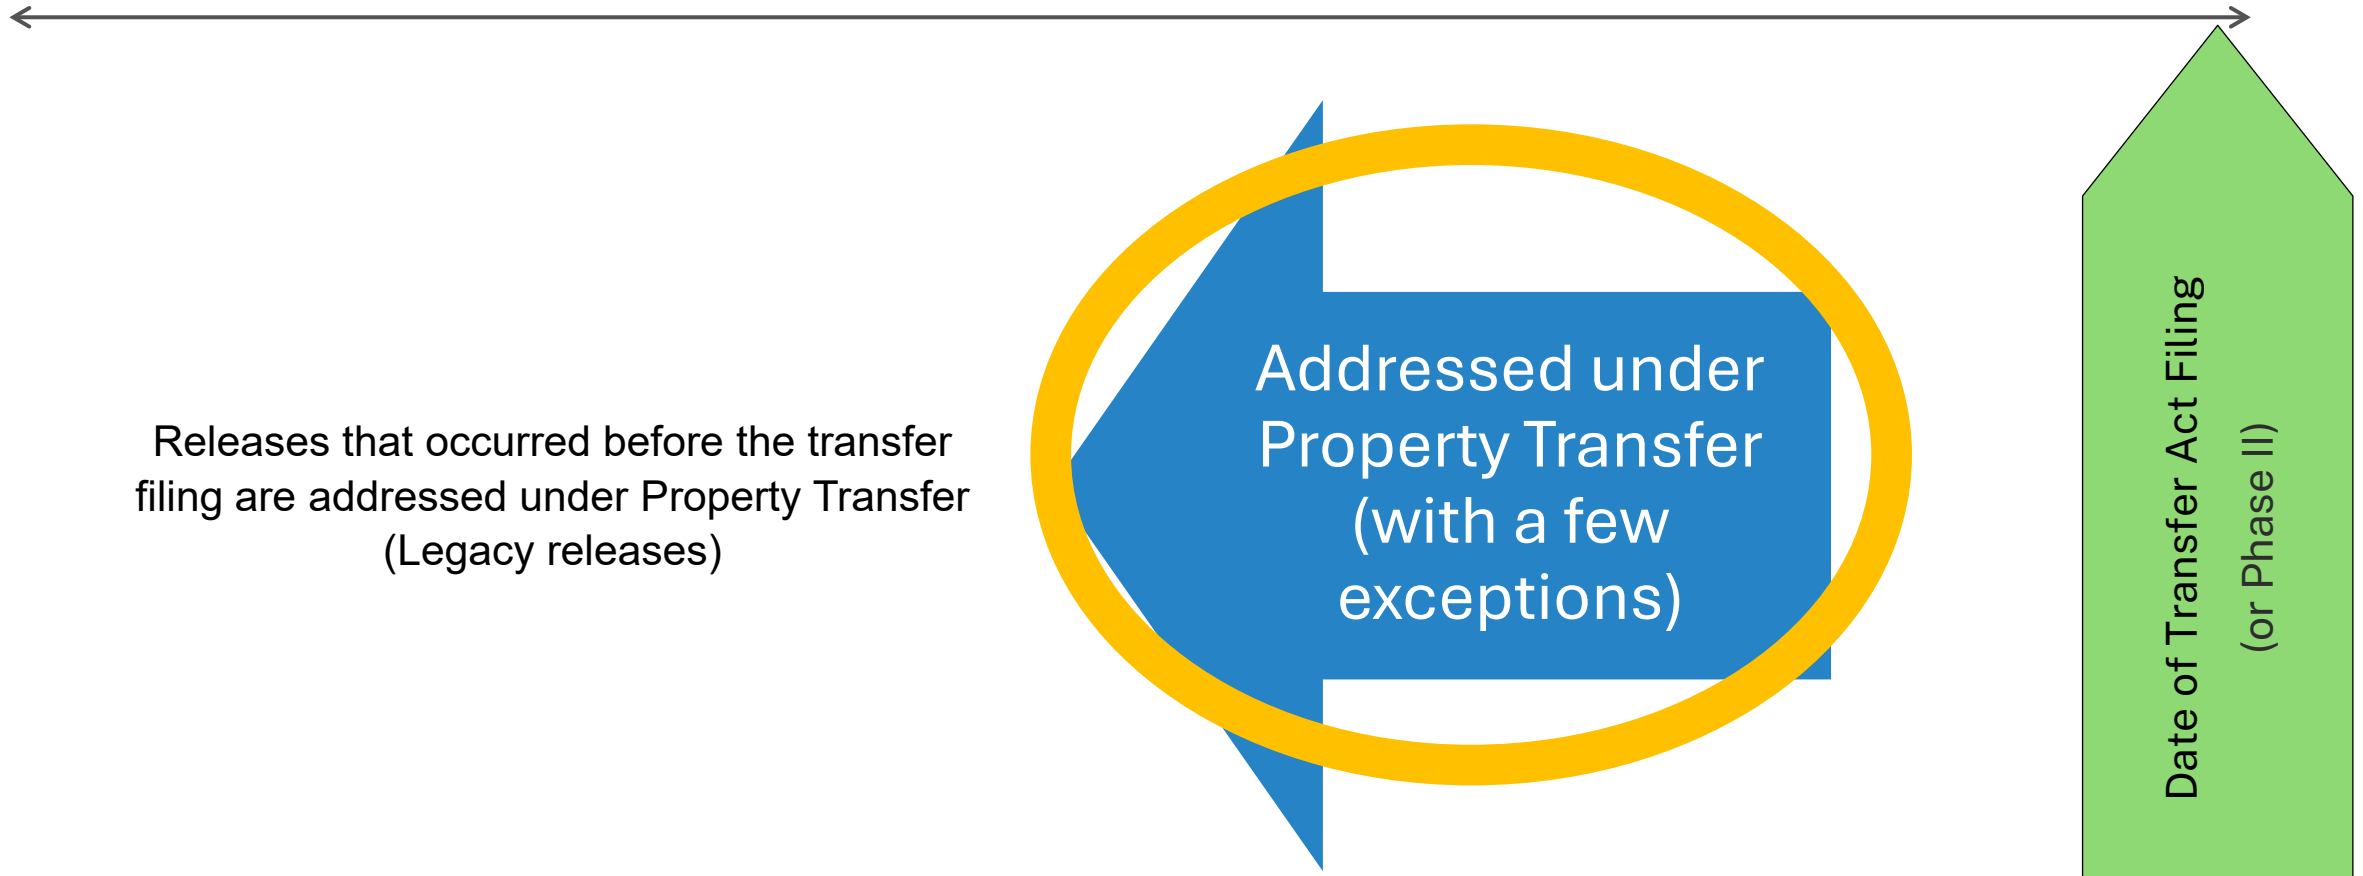 Releases that occurred before the transfer
filing are addressed under Property Transfer
(Legacy releases)
Addressed under
Property Transfer
(with a few
exceptions)
Date of Transfer Act Filing
(or Phase II)